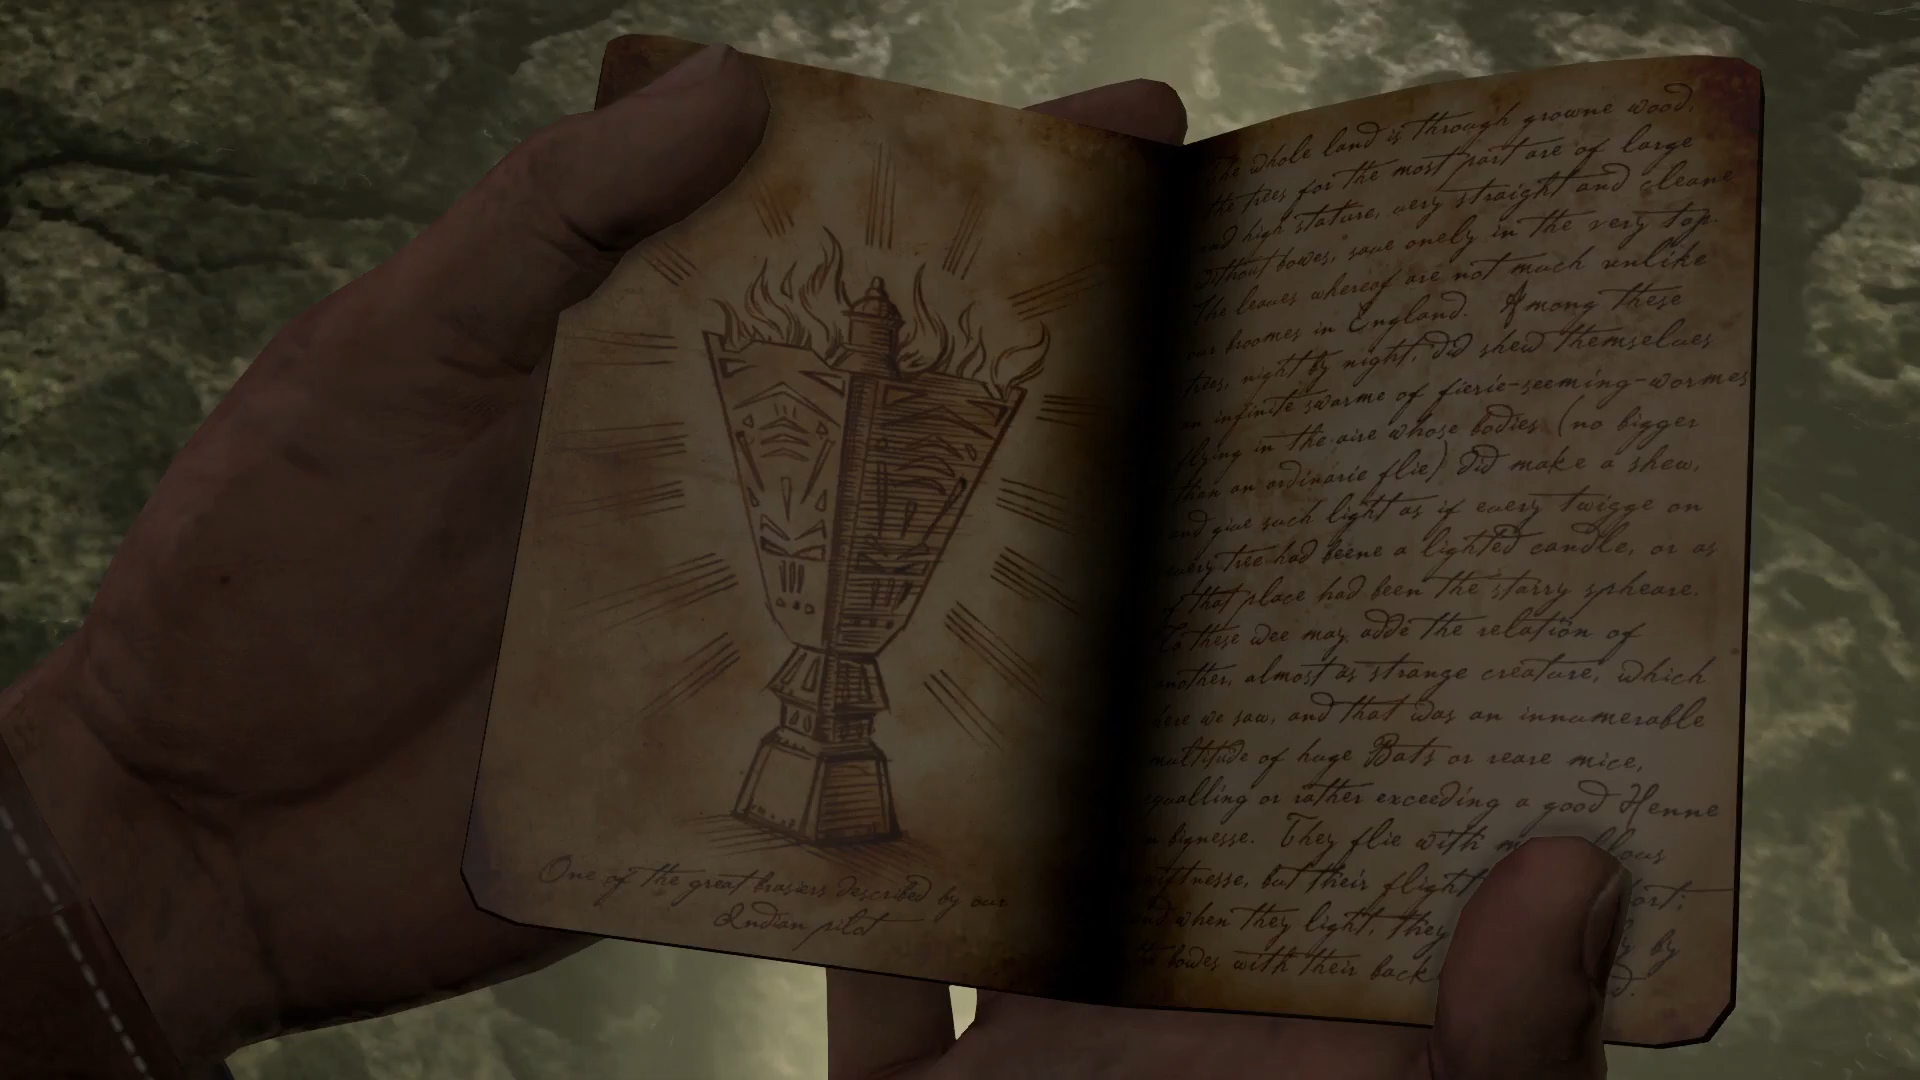 One of the great brasiers described by our
Indian pilot
The whole land is through growne wood,
the trees for the most part are of large
and high stature, very straight and cleane
without bowes, save onely in the very top.
The leaves whereof are not much unlike
our broomes in England. Among these
trees, night by night, did shew themselves
an infinite swarme of fierie-seeming-wormes
flying in the aire whose bodies (no bigger
than an ordinarie flie) did make a shew,
and give such light as if every twigge on
every tree had beene a lighted candle, or as
if that place had been the starry spheare.
To these wee may adde the relation of
another, almost as strange creature, which
here we saw, and that was an innumerable
multitude of huge Bats or reare mice,
equalling or rather exceeding a good Henne
in bignesse. They flie with
swiftnesse, but their flight
and when they light, they by
the bowes with their back